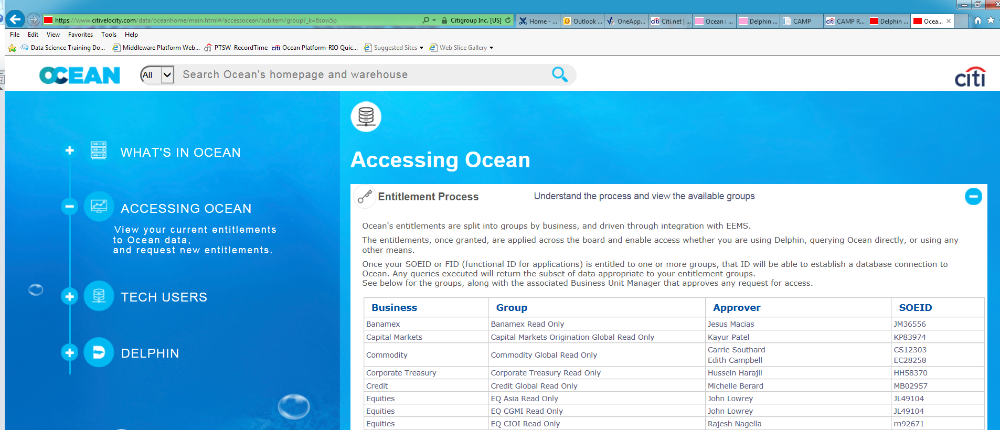 https://www.citivelocity.com/data/oceanhome/main.html#/accessocean/subitem/group?_k=8sow5p
Citigroup Inc. [US]
Home - ...
Outlook ...
OneApp...
citi Citi.net | ...
Ocean : ...
Delphin ...
CAMP
citi CAMP R...
Delphin ...
Ocea...
File Edit View Favorites Tools Help
Data Science Training Do... Middleware Platform Web... PTSW RecordTime citi Ocean Platform-RIO Quic... Suggested Sites Web Slice Gallery
OCEAN
All
Search Ocean's homepage and warehouse
citi
WHAT'S IN OCEAN
ACCESSING OCEAN
View your current entitlements
to Ocean data,
and request new entitlements.
TECH USERS
DELPHIN
Accessing Ocean
Entitlement Process Understand the process and view the available groups
Ocean's entitlements are split into groups by business, and driven through integration with EEMS.
The entitlements, once granted, are applied across the board and enable access whether you are using Delphin, querying Ocean directly, or using any
other means.
Once your SOEID or FID (functional ID for applications) is entitled to one or more groups, that ID will be able to establish a database connection to
Ocean. Any queries executed will return the subset of data appropriate to your entitlement groups.
See below for the groups, along with the associated Business Unit Manager that approves any request for access.
Business Group Approver SOEID
Banamex Banamex Read Only Jesus Macias JM36556
Capital Markets Capital Markets Origination Global Read Only Kayur Patel KP83974
Commodity Commodity Global Read Only Carrie Southard CS12303
Edith Campbell EC28258
Corporate Treasury Corporate Treasury Read Only Hussein Harajli HH58370
Credit Credit Global Read Only Michelle Berard MB02957
Equities EQ Asia Read Only John Lowrey JL49104
Equities EQ CGMI Read Only John Lowrey JL49104
Equities EQ CIOI Read Only Rajesh Nagella rn92671